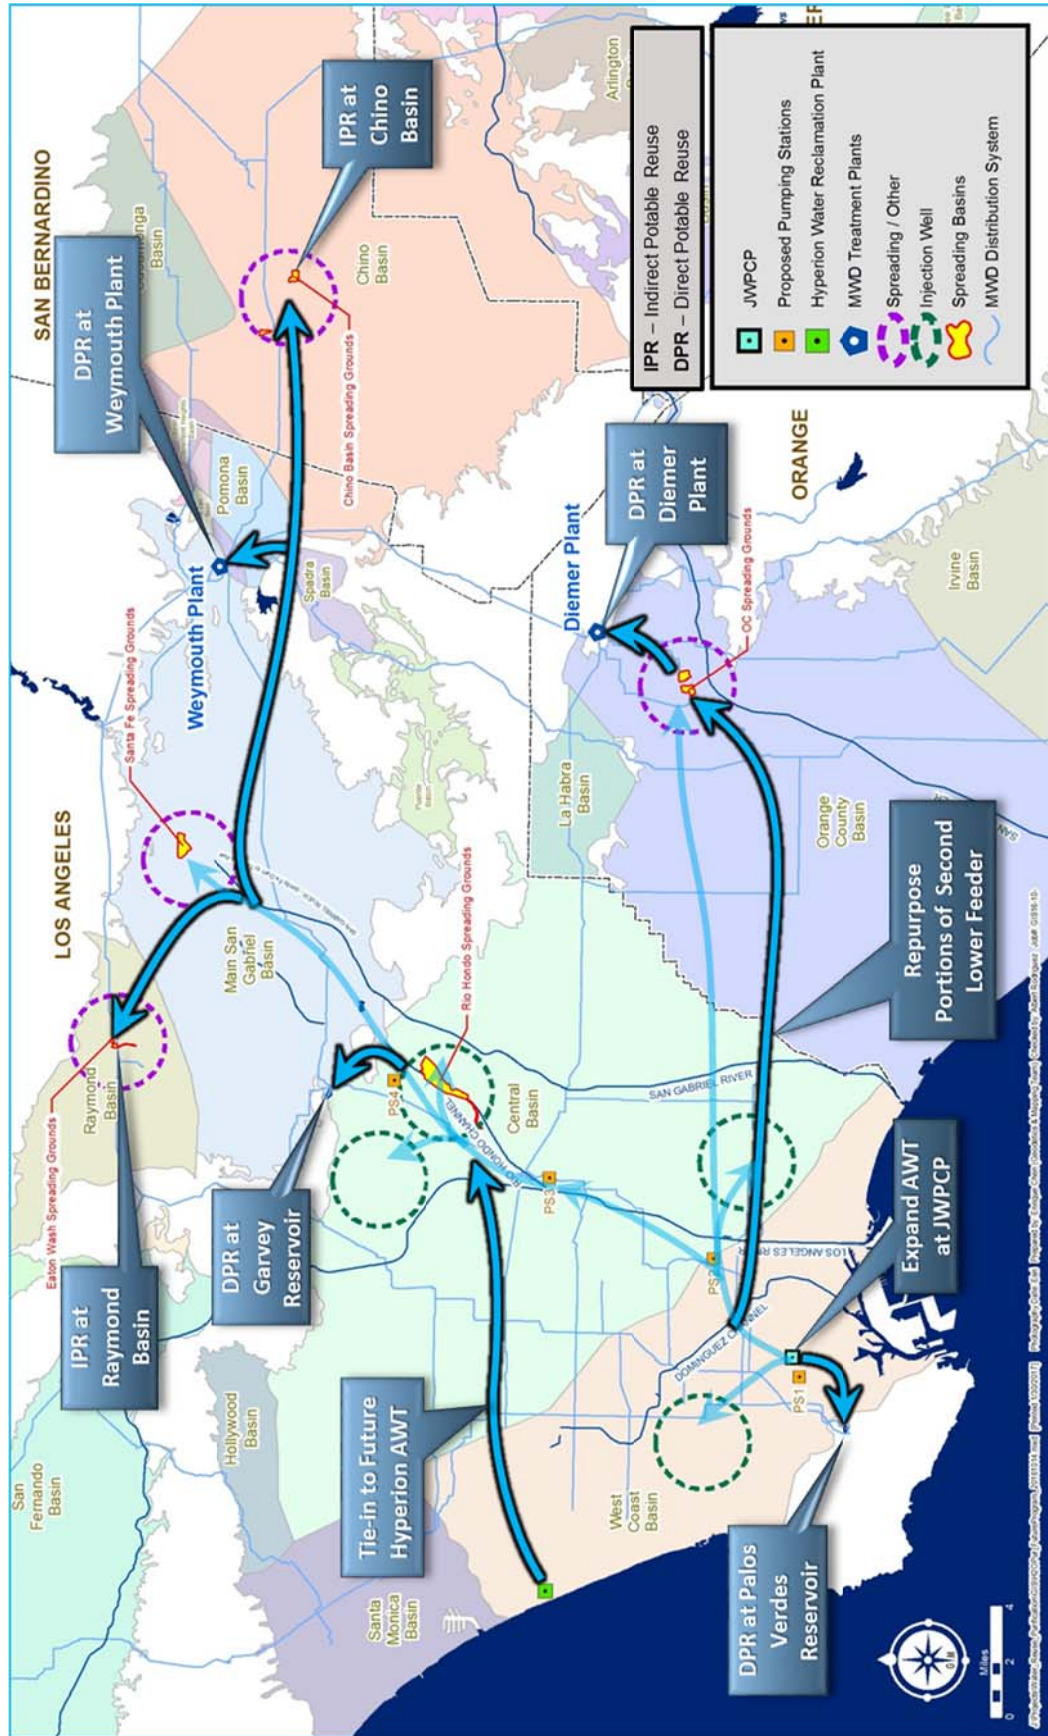 SAN BERNARDINO
LOS ANGELES
ORANGE
IPR at
Raymond
Basin
DPR at
Weymouth Plant
IPR at
Chino
Basin
DPR at
Garvey
Reservoir
Tie-in to Future
Hyperion AWT
DPR at Palos
Verdes
Reservoir
Expand AWT
at JWPCP
Repurpose
Portions of Second
Lower Feeder
DPR at
Diemer
Plant
Weymouth Plant
Diemer Plant
Eaton Wash Spreading Grounds
Santa Fe Spreading Grounds
Rio Hondo Spreading Grounds
Chino Basin Spreading Grounds
OC Spreading Grounds
San
Fernando
Basin
Hollywood
Basin
Santa
Monica
Basin
West
Coast
Basin
Central
Basin
Raymond
Basin
Main San
Gabriel
Basin
Pomona
Basin
Spadra
Basin
Basin
Chino
Basin
Arlington
La Habra
Basin
Orange
County
Basin
Irvine
Basin
PS1
PS3
PS4
RIO HONDO CHANNEL
SAN GABRIEL RIVER
LOS ANGELES RIVER
DOMINGUEZ CHANNEL
IPR – Indirect Potable Reuse
DPR – Direct Potable Reuse
JWPCP
Proposed Pumping Stations
Hyperion Water Reclamation Plant
MWD Treatment Plants
Spreading / Other
Injection Well
Spreading Basins
MWD Distribution System
Miles
0 2 4